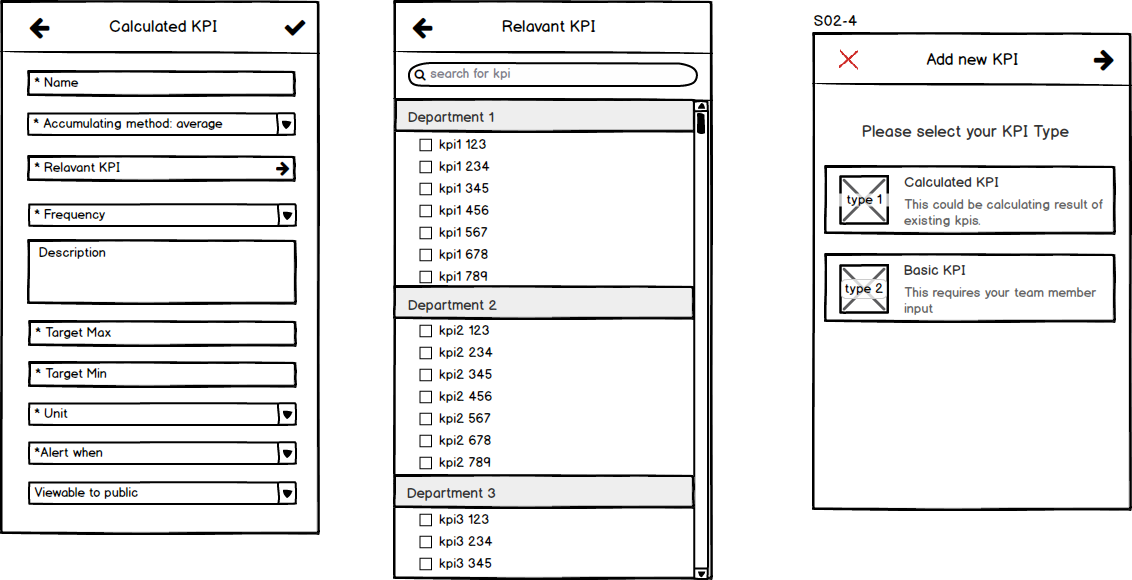 Calculated KPI
* Name
* Accumulating method: average
* Relavant KPI
* Frequency
Description
* Target Max
* Target Min
* Unit
*Alert when
Viewable to public
Relavant KPI
search for kpi
Department 1
kpi1 123
kpi1 234
kpi1 345
kpi1 456
kpi1 567
kpi1 678
kpi1 789
Department 2
kpi2 123
kpi2 234
kpi2 345
kpi2 456
kpi2 567
kpi2 678
kpi2 789
Department 3
kpi3 123
kpi3 234
kpi3 345
S02-4
Add new KPI
Please select your KPI Type
type 1
Calculated KPI
This could be calculating result of
existing kpis.
type 2
Basic KPI
This requires your team member
input